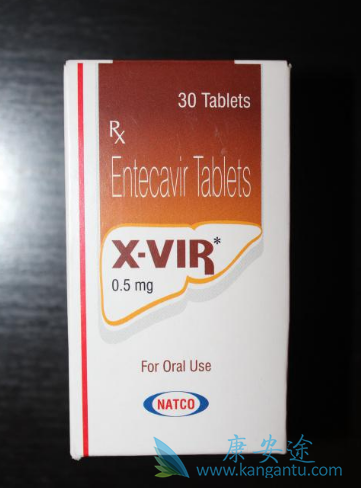 30 Tablets
Rx
Entecavir Tablets
X-VIR*
0.5 mg
For Oral Use
NATCO
康安途
www.kangantu.com